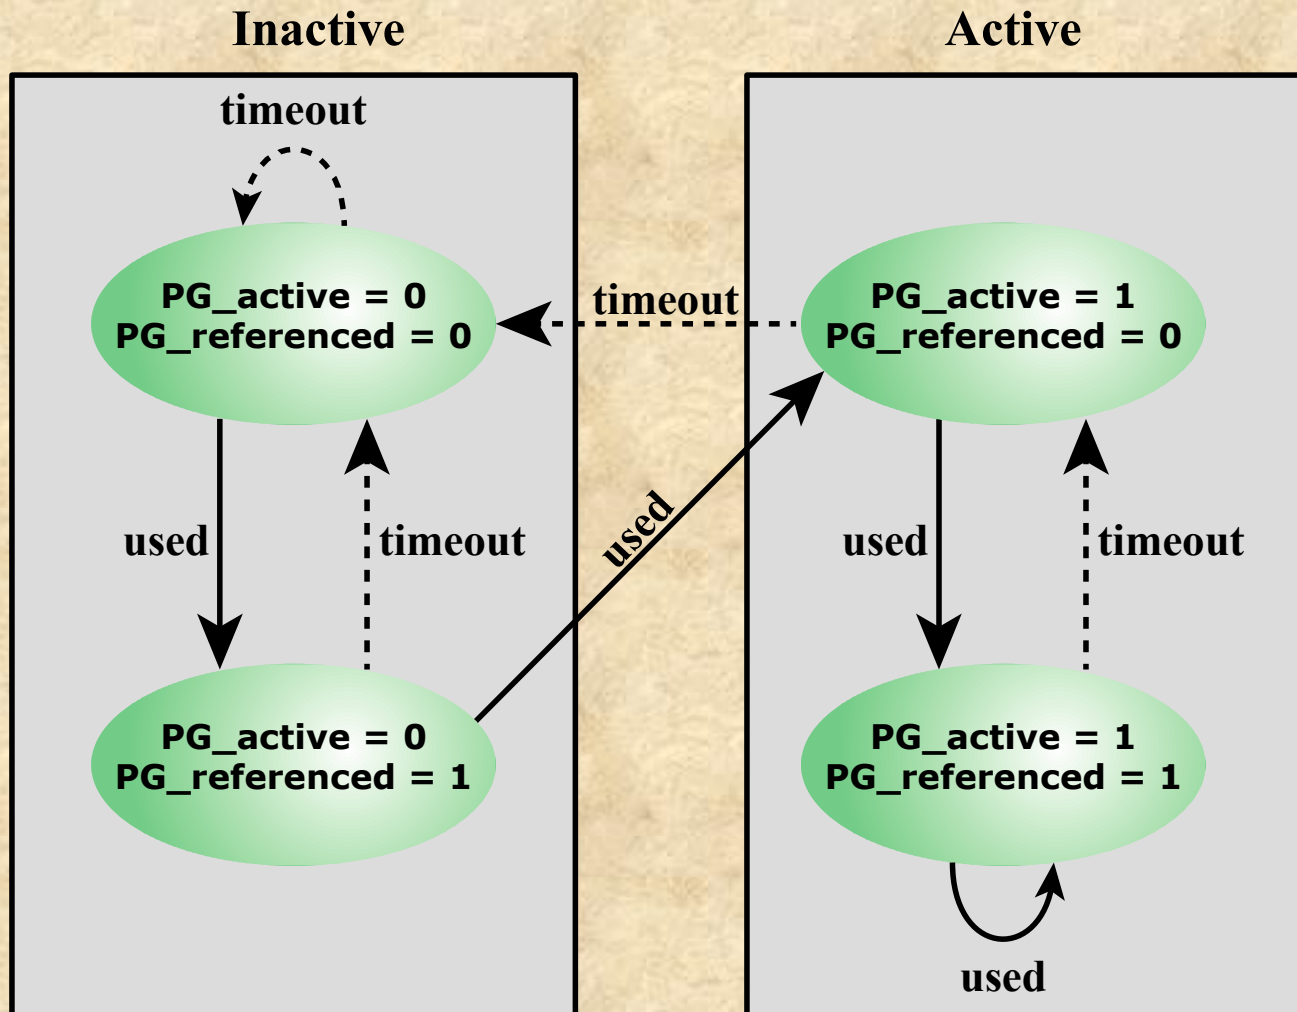 Inactive
Active
timeout
PG_active = 0
PG_referenced = 0
timeout
PG_active = 1
PG_referenced = 0
used
timeout
used
used
timeout
PG_active = 0
PG_referenced = 1
PG_active = 1
PG_referenced = 1
used